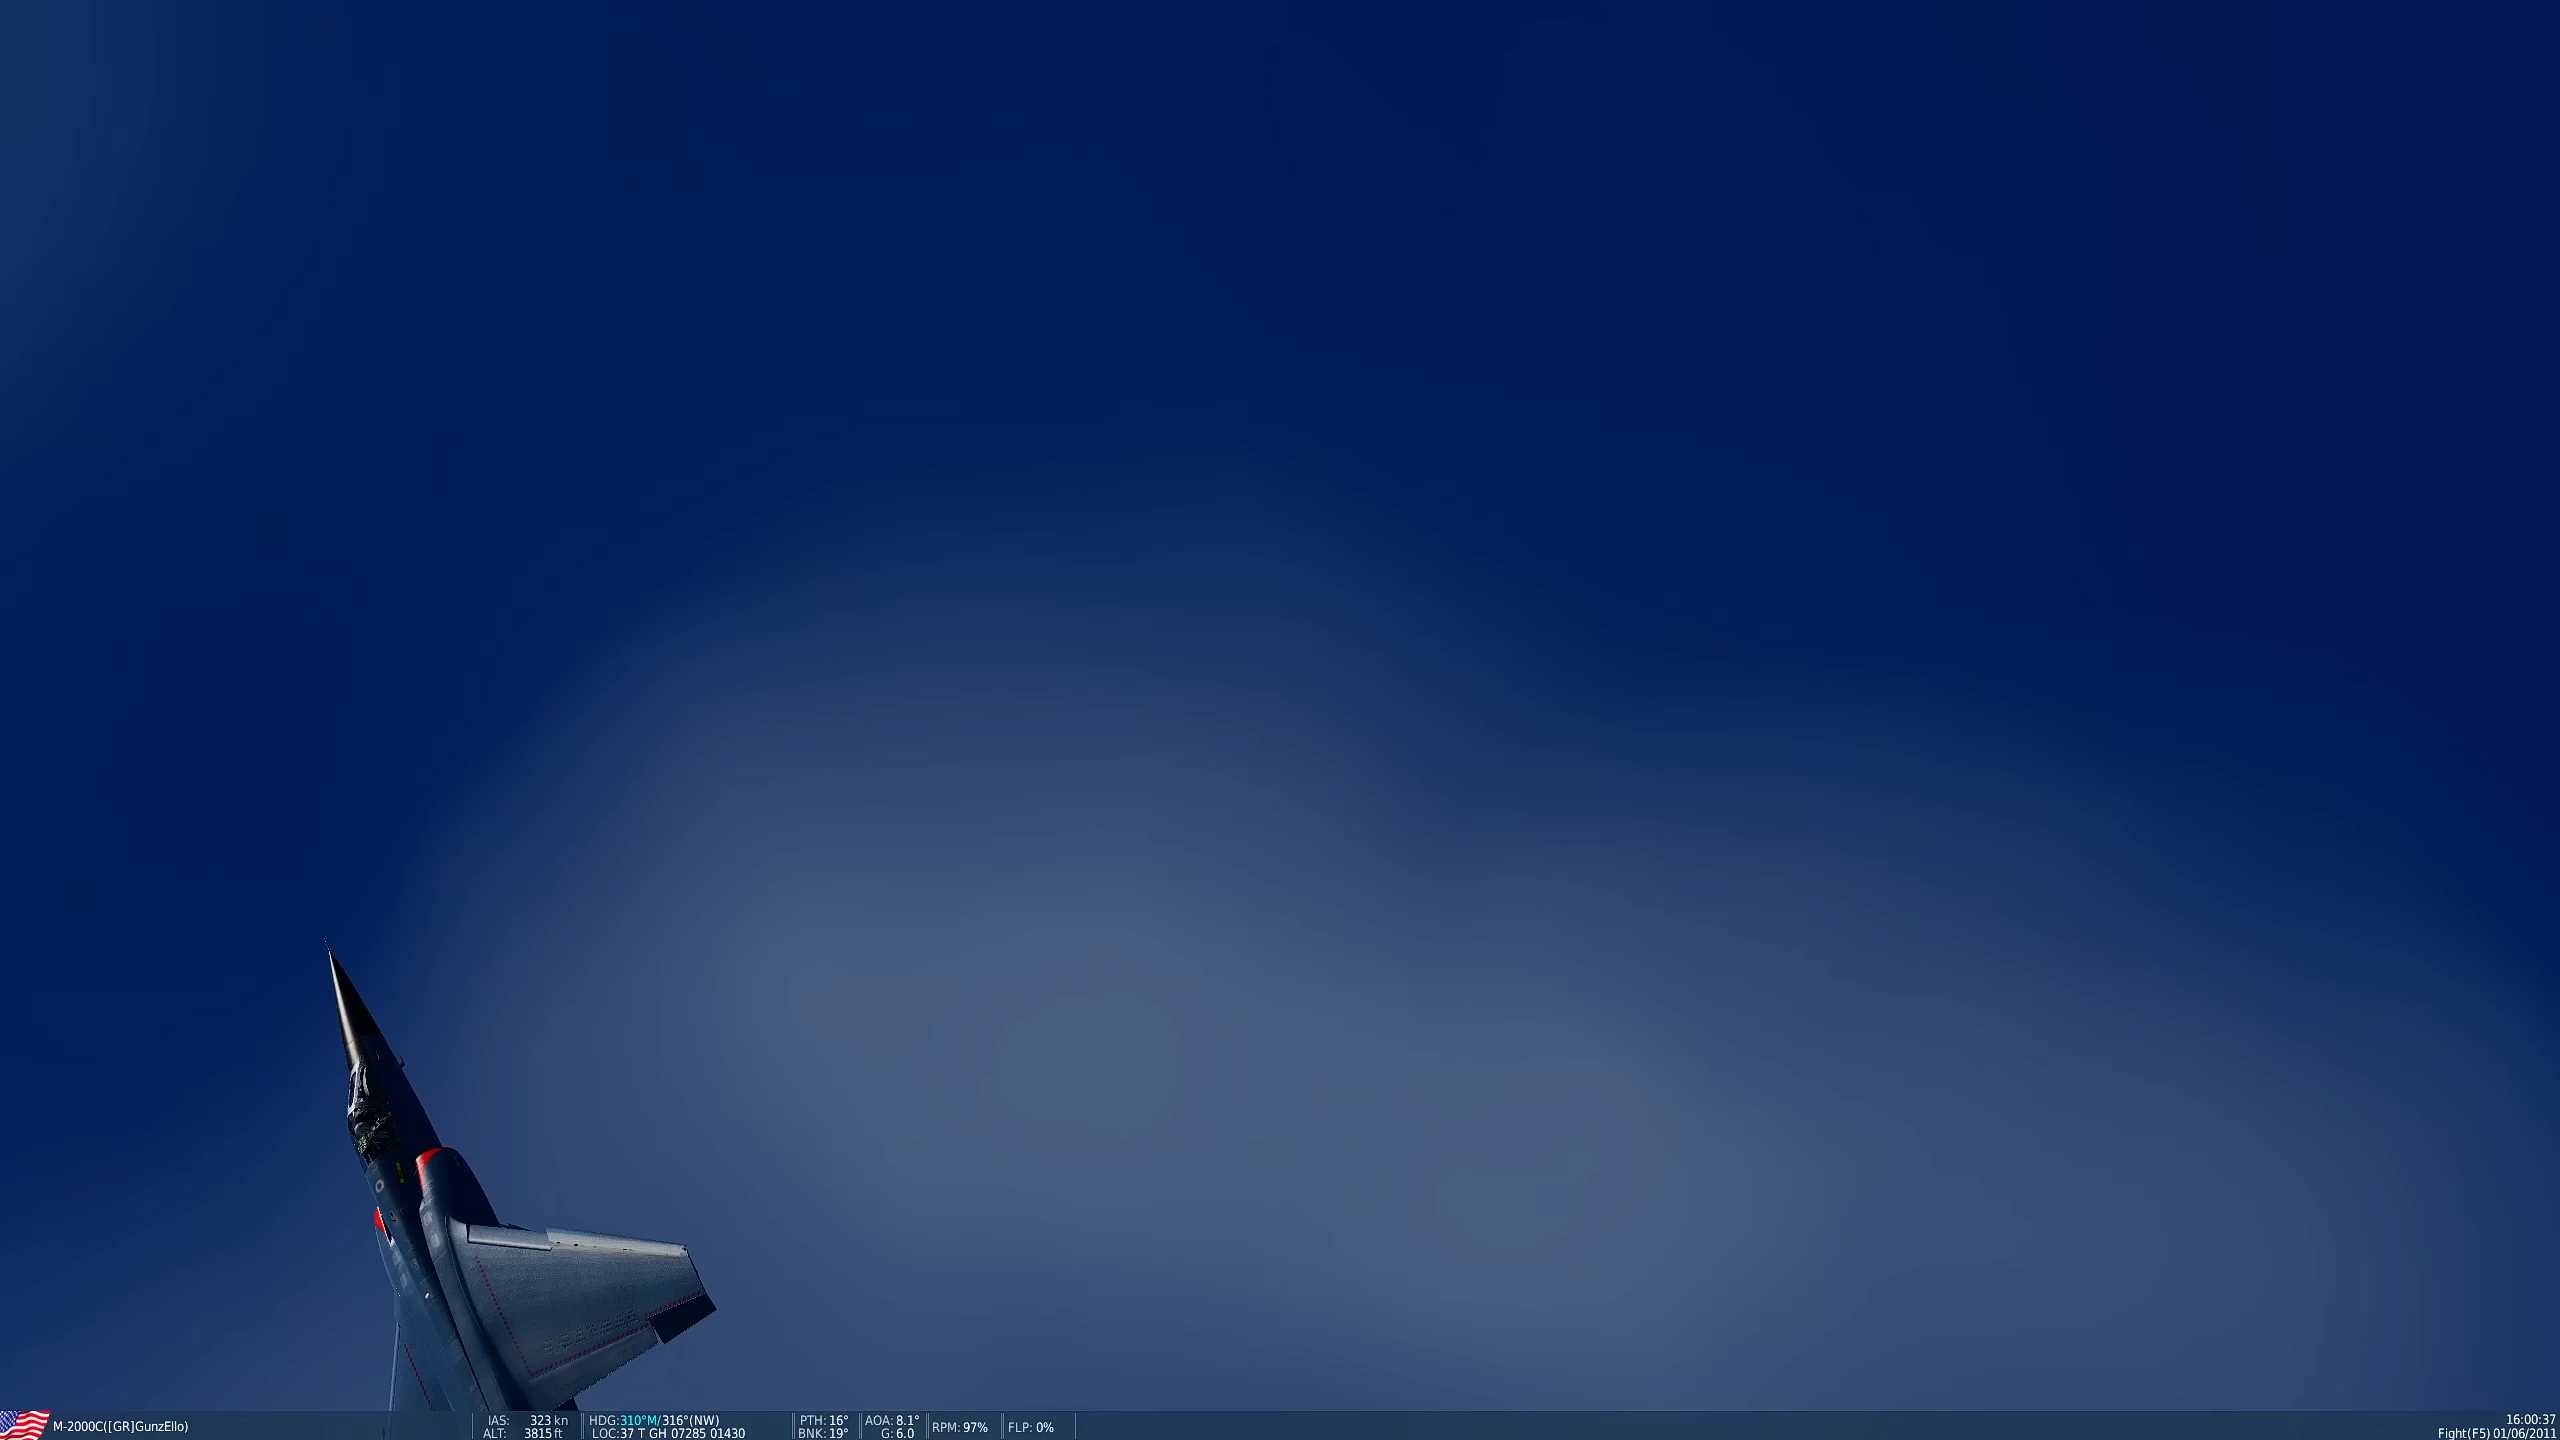 M-2000C([GR]GunzEllo)
IAS: 323 kn
ALT: 3815 ft
HDG:310°M/316°(NW)
LOC:37 T GH 07285 01430
PTH: 16°
BNK: 19°
AOA: 8.1°
G: 6.0
RPM: 97%
FLP: 0%
16:00:37
Fight(F5) 01/06/2011